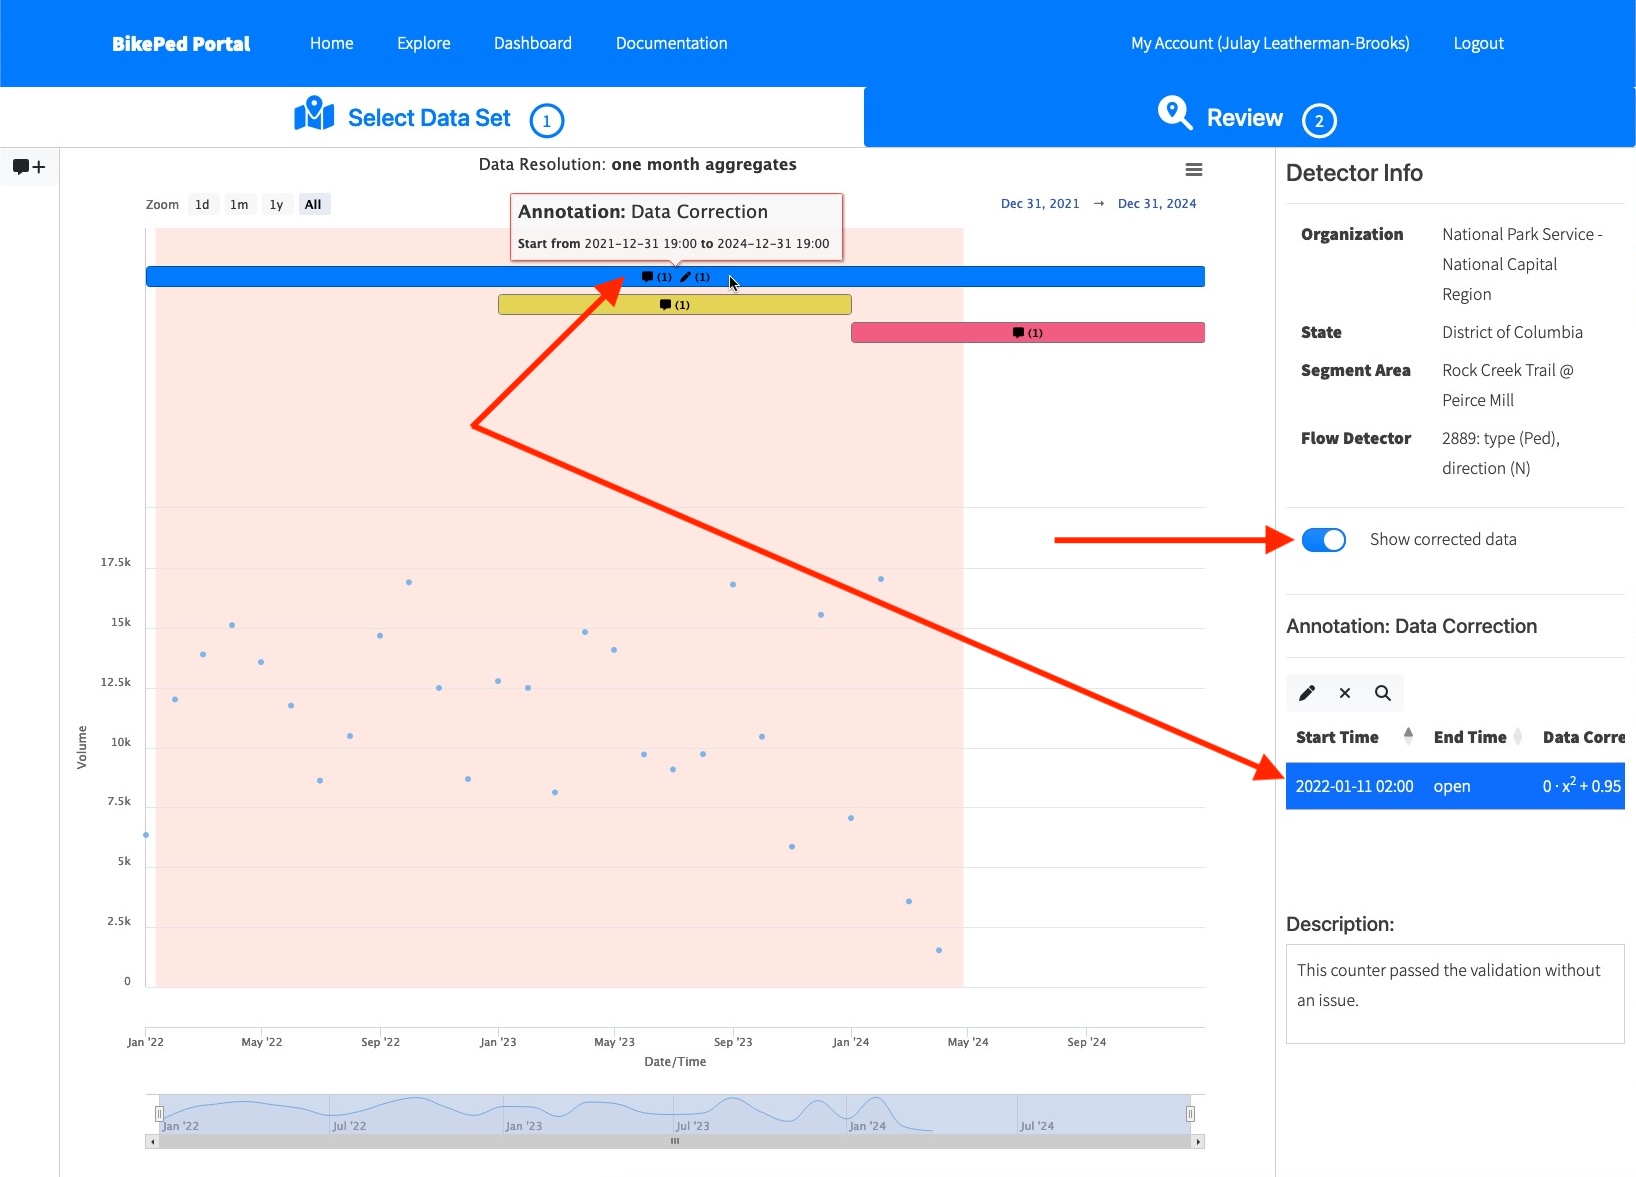 BikePed Portal
Home
Explore
Dashboard
Documentation
My Account (Julay Leatherman-Brooks)
Logout
Select Data Set 1
Review 2
Data Resolution: one month aggregates
Zoom 1d 1m 1y All
Dec 31, 2021 → Dec 31, 2024
Annotation: Data Correction
Start from 2021-12-31 19:00 to 2024-12-31 19:00
(1) (1)
(1)
(1)
17.5k
15k
12.5k
10k
7.5k
5k
2.5k
0
Volume
Jan '22
May '22
Sep '22
Jan '23
May '23
Sep '23
Jan '24
May '24
Sep '24
Date/Time
Jan '22
Jul '22
Jan '23
Jul '23
Jan '24
Jul '24
Detector Info
Organization
National Park Service -
National Capital
Region
State
District of Columbia
Segment Area
Rock Creek Trail @
Peirce Mill
Flow Detector
2889: type (Ped),
direction (N)
Show corrected data
Annotation: Data Correction
Start Time End Time Data Corre
2022-01-11 02:00 open 0 · x² + 0.95
Description:
This counter passed the validation without
an issue.